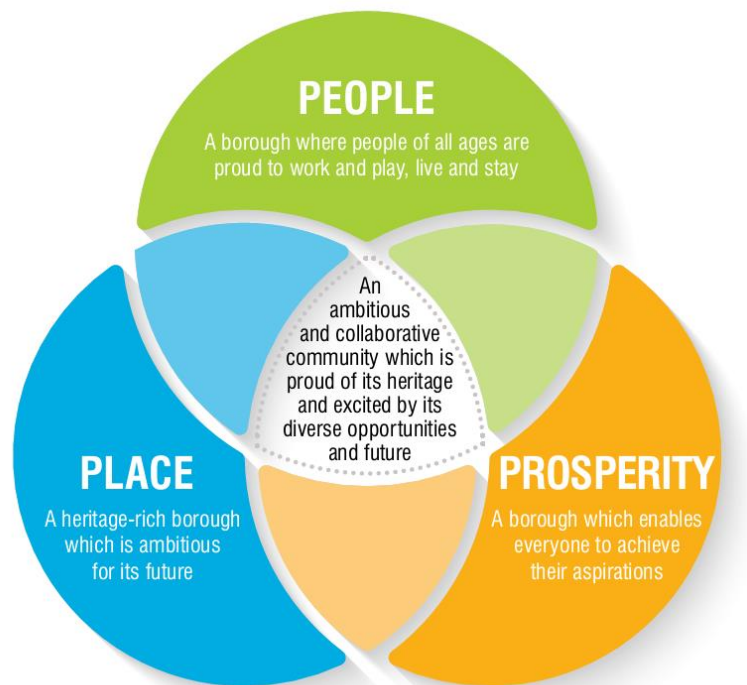 PEOPLE
A borough where people of all ages are
proud to work and play, live and stay
An
ambitious
and collaborative
community which is
proud of its heritage
and excited by its
diverse opportunities
and future
PLACE
A heritage-rich borough
which is ambitious
for its future
PROSPERITY
A borough which enables
everyone to achieve
their aspirations